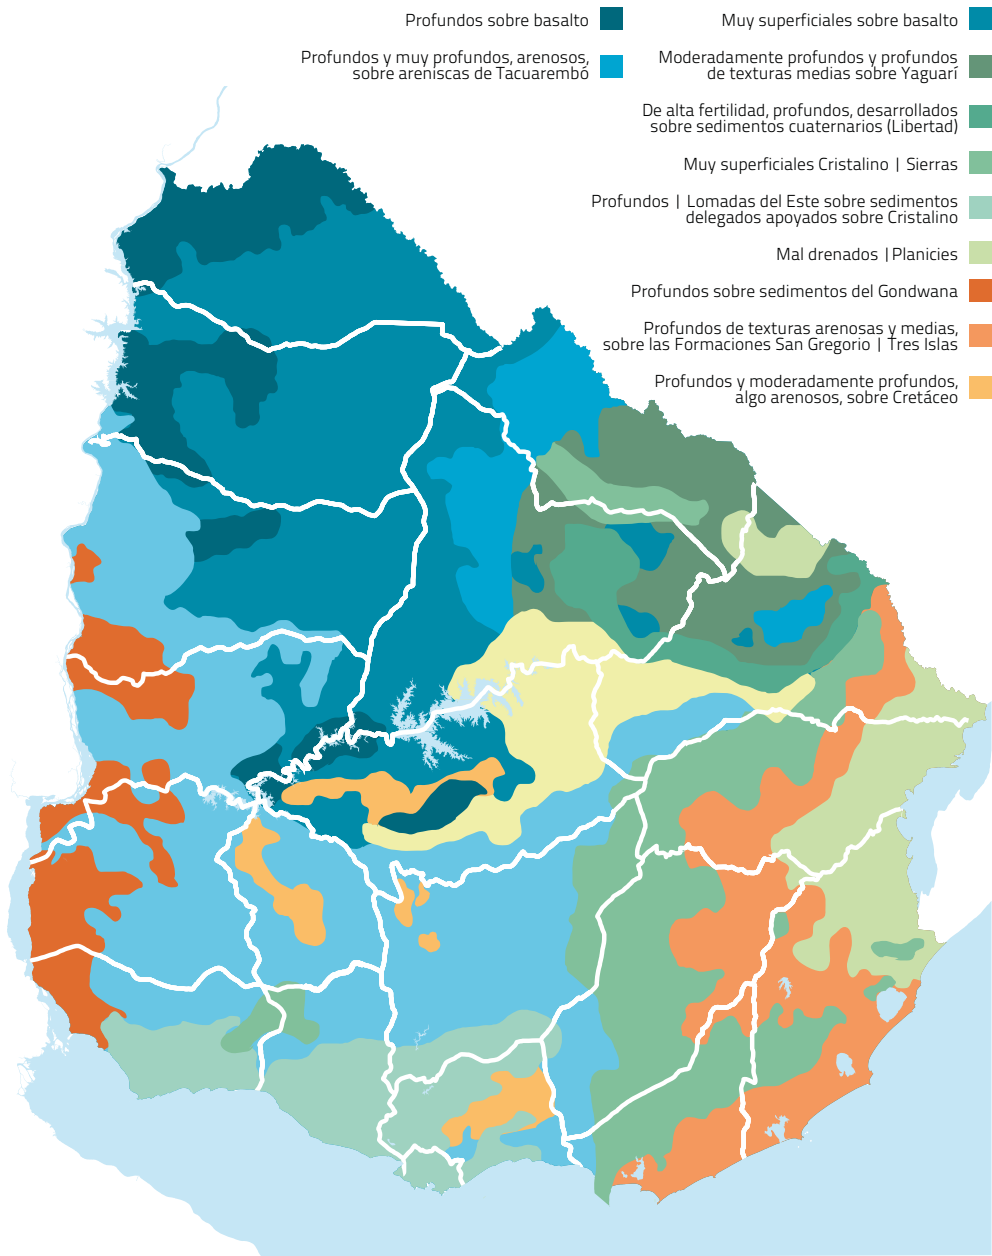 Profundos sobre basalto
Profundos y muy profundos, arenosos,
sobre areniscas de Tacuarembó
Muy superficiales sobre basalto
Moderadamente profundos y profundos
de texturas medias sobre Yaguarí
De alta fertilidad, profundos, desarrollados
sobre sedimentos cuaternarios (Libertad)
Muy superficiales Cristalino | Sierras
Profundos | Lomadas del Este sobre sedimentos
delegados apoyados sobre Cristalino
Mal drenados | Planicies
Profundos sobre sedimentos del Gondwana
Profundos de texturas arenosas y medias,
sobre las Formaciones San Gregorio | Tres Islas
Profundos y moderadamente profundos,
algo arenosos, sobre Cretáceo